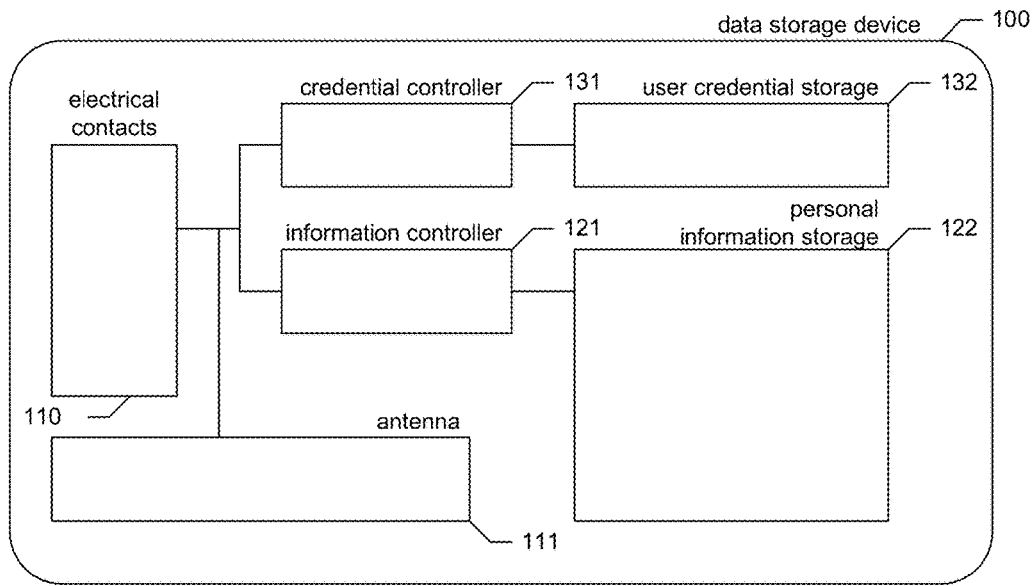 data storage device 100
electrical
contacts
credential controller 131
user credential storage 132
information controller 121
personal
information storage 122
110
antenna
111